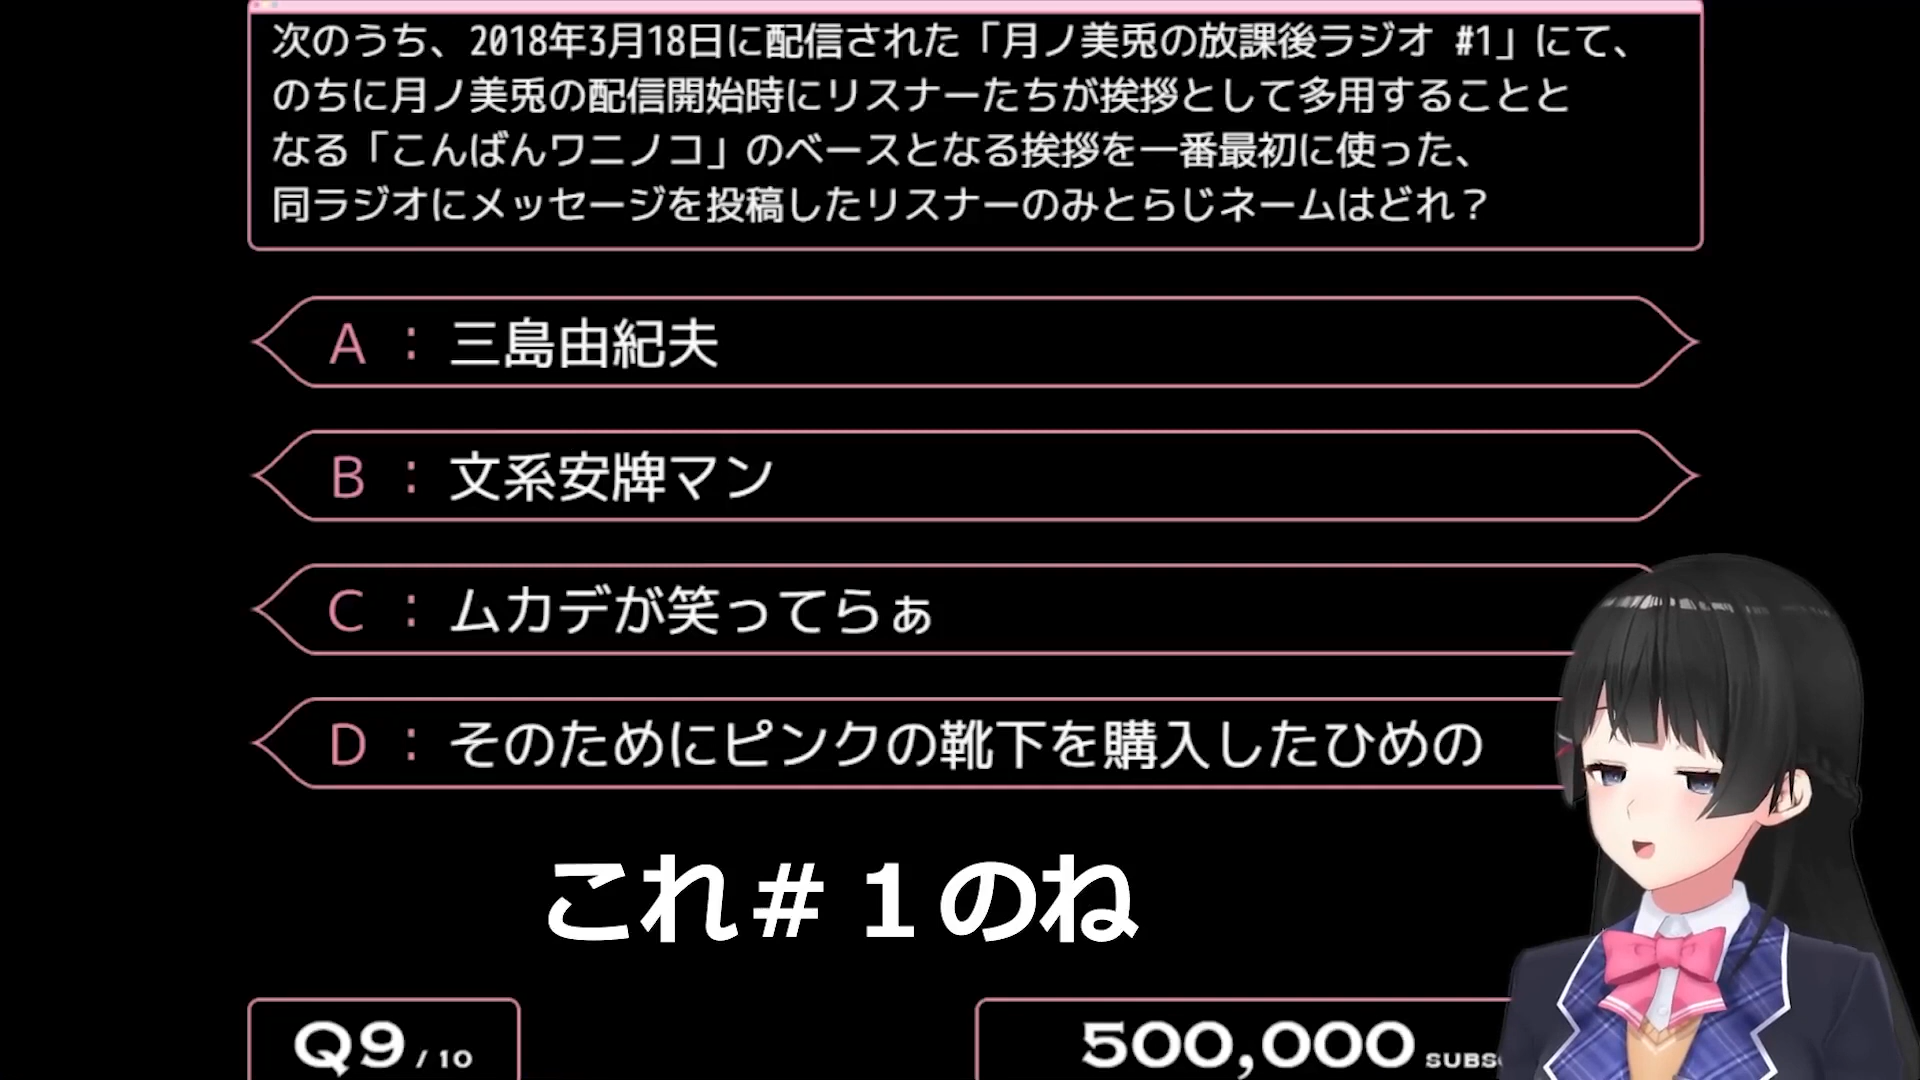 次のうち、2018年3月18日に配信された「月ノ美兎の放課後ラジオ #1」にて、
のちに月ノ美兎の配信開始時にリスナーたちが挨拶として多用することと
なる「こんばんワニノコ」のベースとなる挨拶を一番最初に使った、
同ラジオにメッセージを投稿したリスナーのみとらじネームはどれ？
A : 三島由紀夫
B : 文系安牌マン
C : ムカデが笑ってらぁ
D : そのためにピンクの靴下を購入したひめの
これ＃１のね
Q9 / 10
500,000